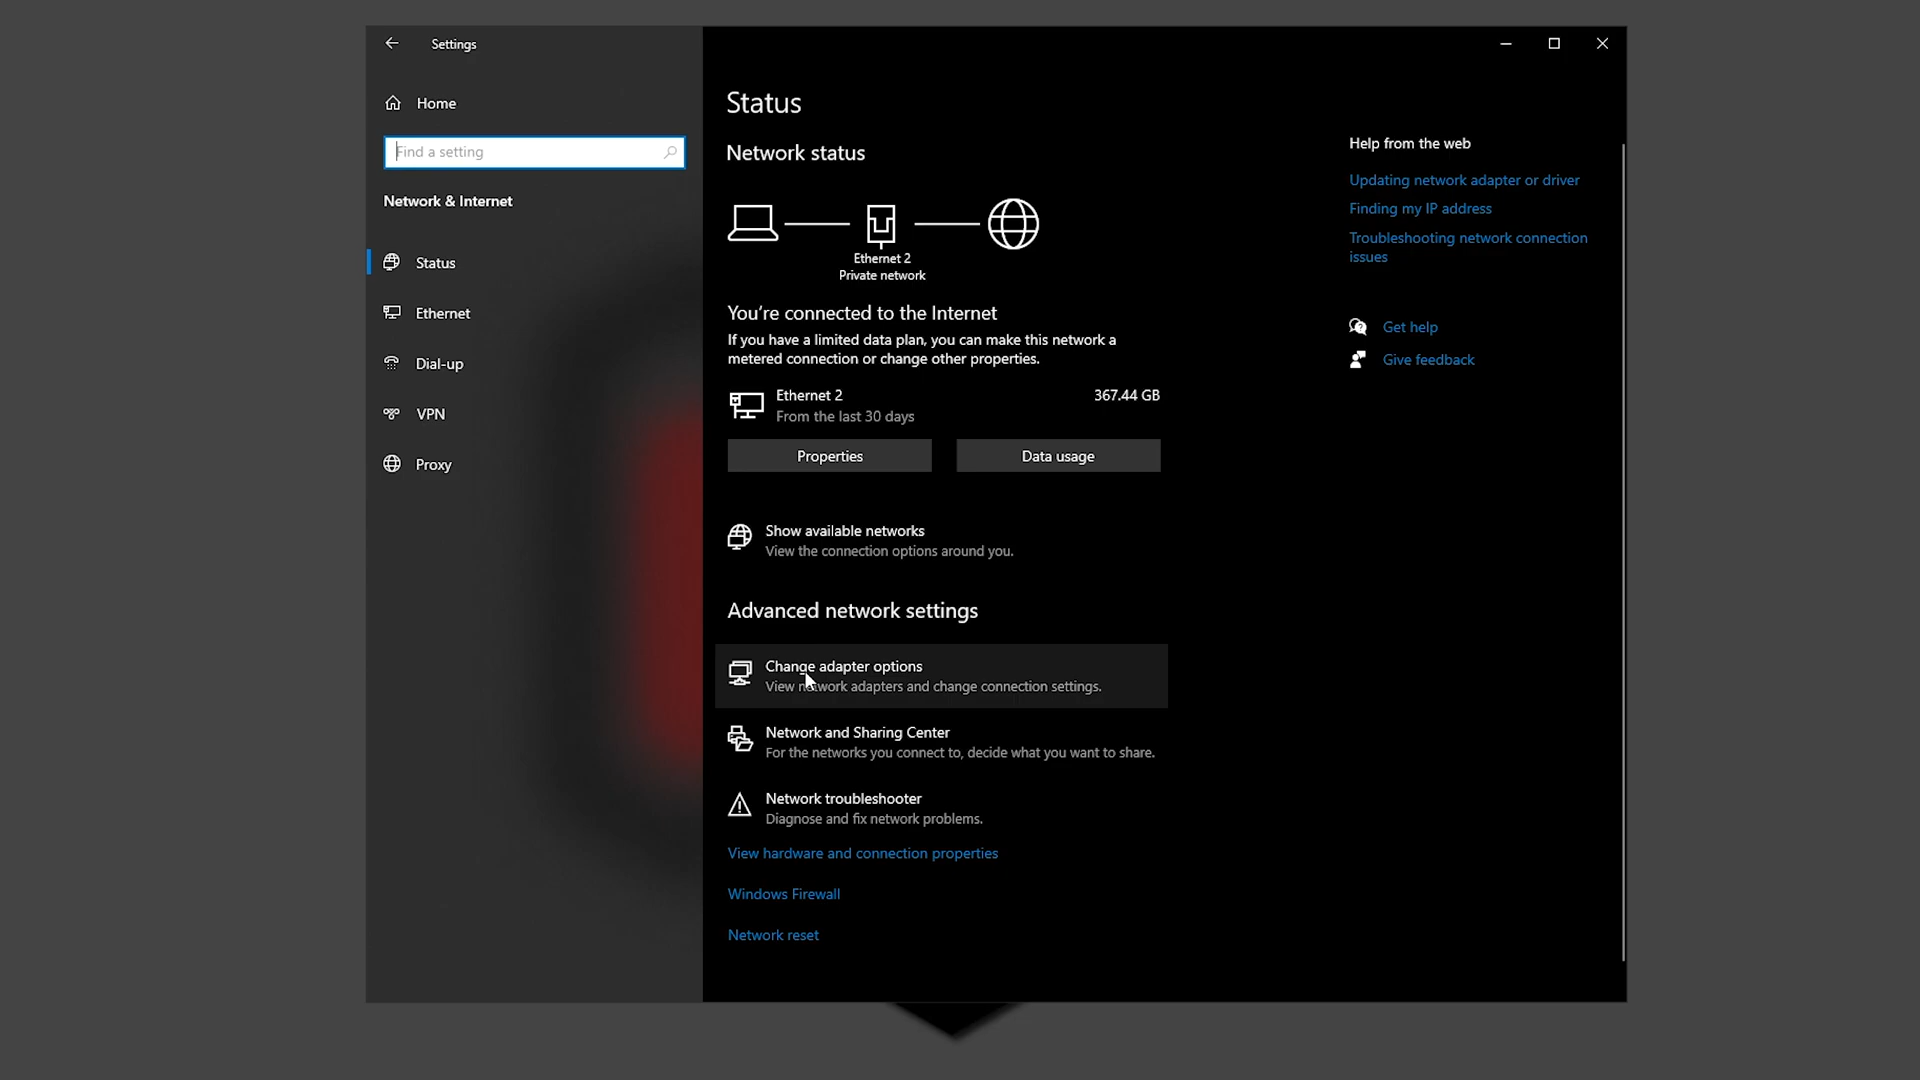 Settings
Home
Find a setting
Network & Internet
Status
Ethernet
Dial-up
VPN
Proxy
Status
Network status
Ethernet 2
Private network
You're connected to the Internet
If you have a limited data plan, you can make this network a
metered connection or change other properties.
Ethernet 2
367.44 GB
From the last 30 days
Properties
Data usage
Show available networks
View the connection options around you.
Advanced network settings
Change adapter options
View network adapters and change connection settings.
Network and Sharing Center
For the networks you connect to, decide what you want to share.
Network troubleshooter
Diagnose and fix network problems.
View hardware and connection properties
Windows Firewall
Network reset
Help from the web
Updating network adapter or driver
Finding my IP address
Troubleshooting network connection
issues
Get help
Give feedback